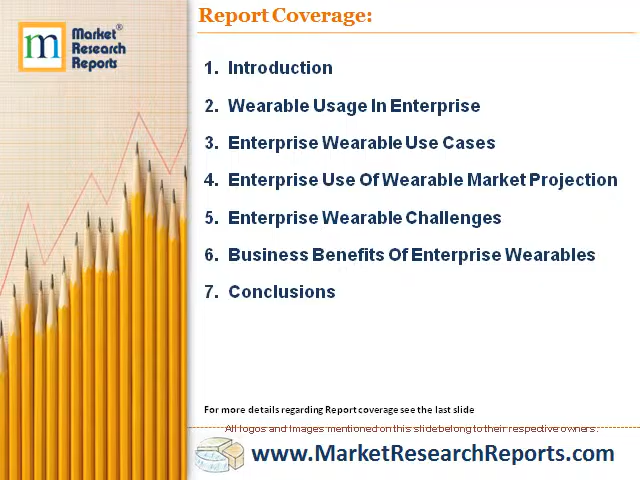 Report Coverage:
m
Market®
Research
Reports
1. Introduction
2. Wearable Usage In Enterprise
3. Enterprise Wearable Use Cases
4. Enterprise Use Of Wearable Market Projection
5. Enterprise Wearable Challenges
6. Business Benefits Of Enterprise Wearables
7. Conclusions
For more details regarding Report coverage see the last slide
All logos and Images mentioned on this slide belong to their respective owners.
www.MarketResearchReports.com